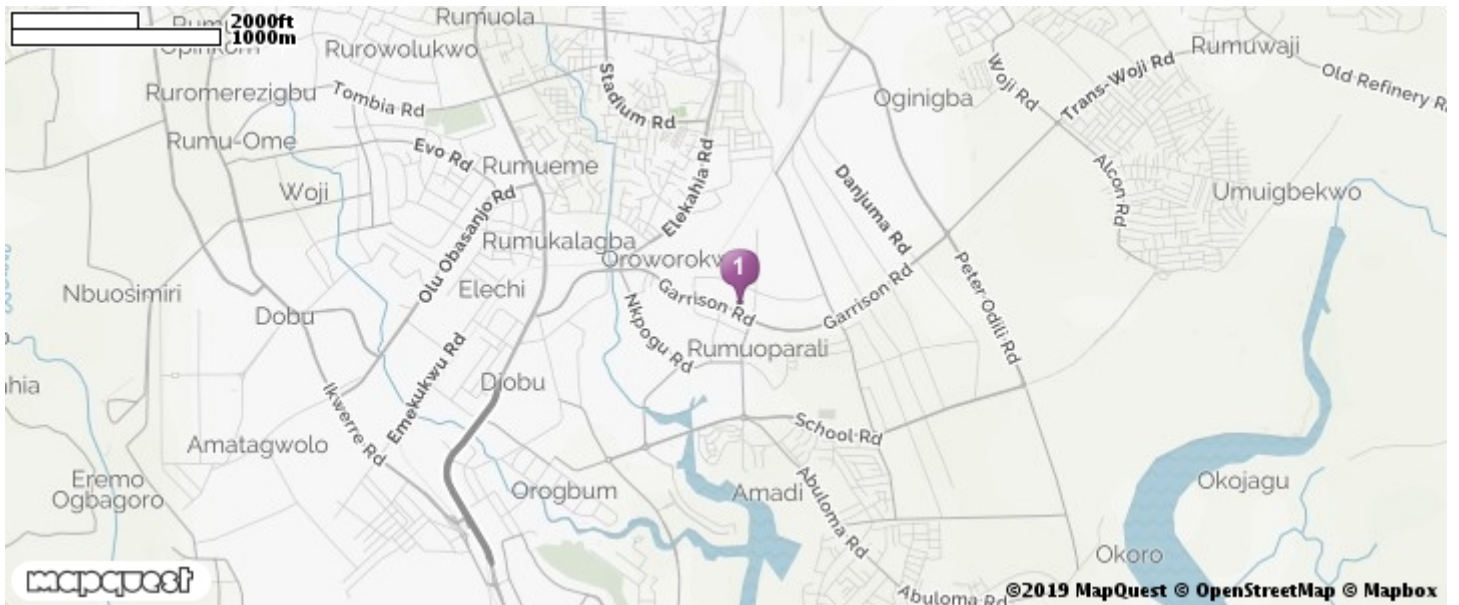 Rumuola
2000ft
1000m
Rurowolukwo
Rumuwaji
Stadium Rd
Woji Rd
Trans-Woji Rd
Old Refinery
Ruromerezigbu
Tombia Rd
Oginigba
Rumu-Ome
Evo Rd
Rumueme
Elekahia Rd
Danjuma Rd
Alcon Rd
Woji
Umuigbekwo
Olu Obasanjo Rd
Rumukalagba
Oroworokw
1
Nbuosimiri
Elechi
Garrison Rd
Garrison Rd
Peter Odili Rd
Dobu
Nkpogu Rd
Rumuoparali
Emekukwu Rd
Diobu
hia
Ikwerre Rd
School Rd
Amatagwolo
Eremo
Ogbagoro
Orogbum
Amadi
Abuloma Rd
Okojagu
Okoro
mapquest
Abuloma Rd
©2019 MapQuest © OpenStreetMap © Mapbox